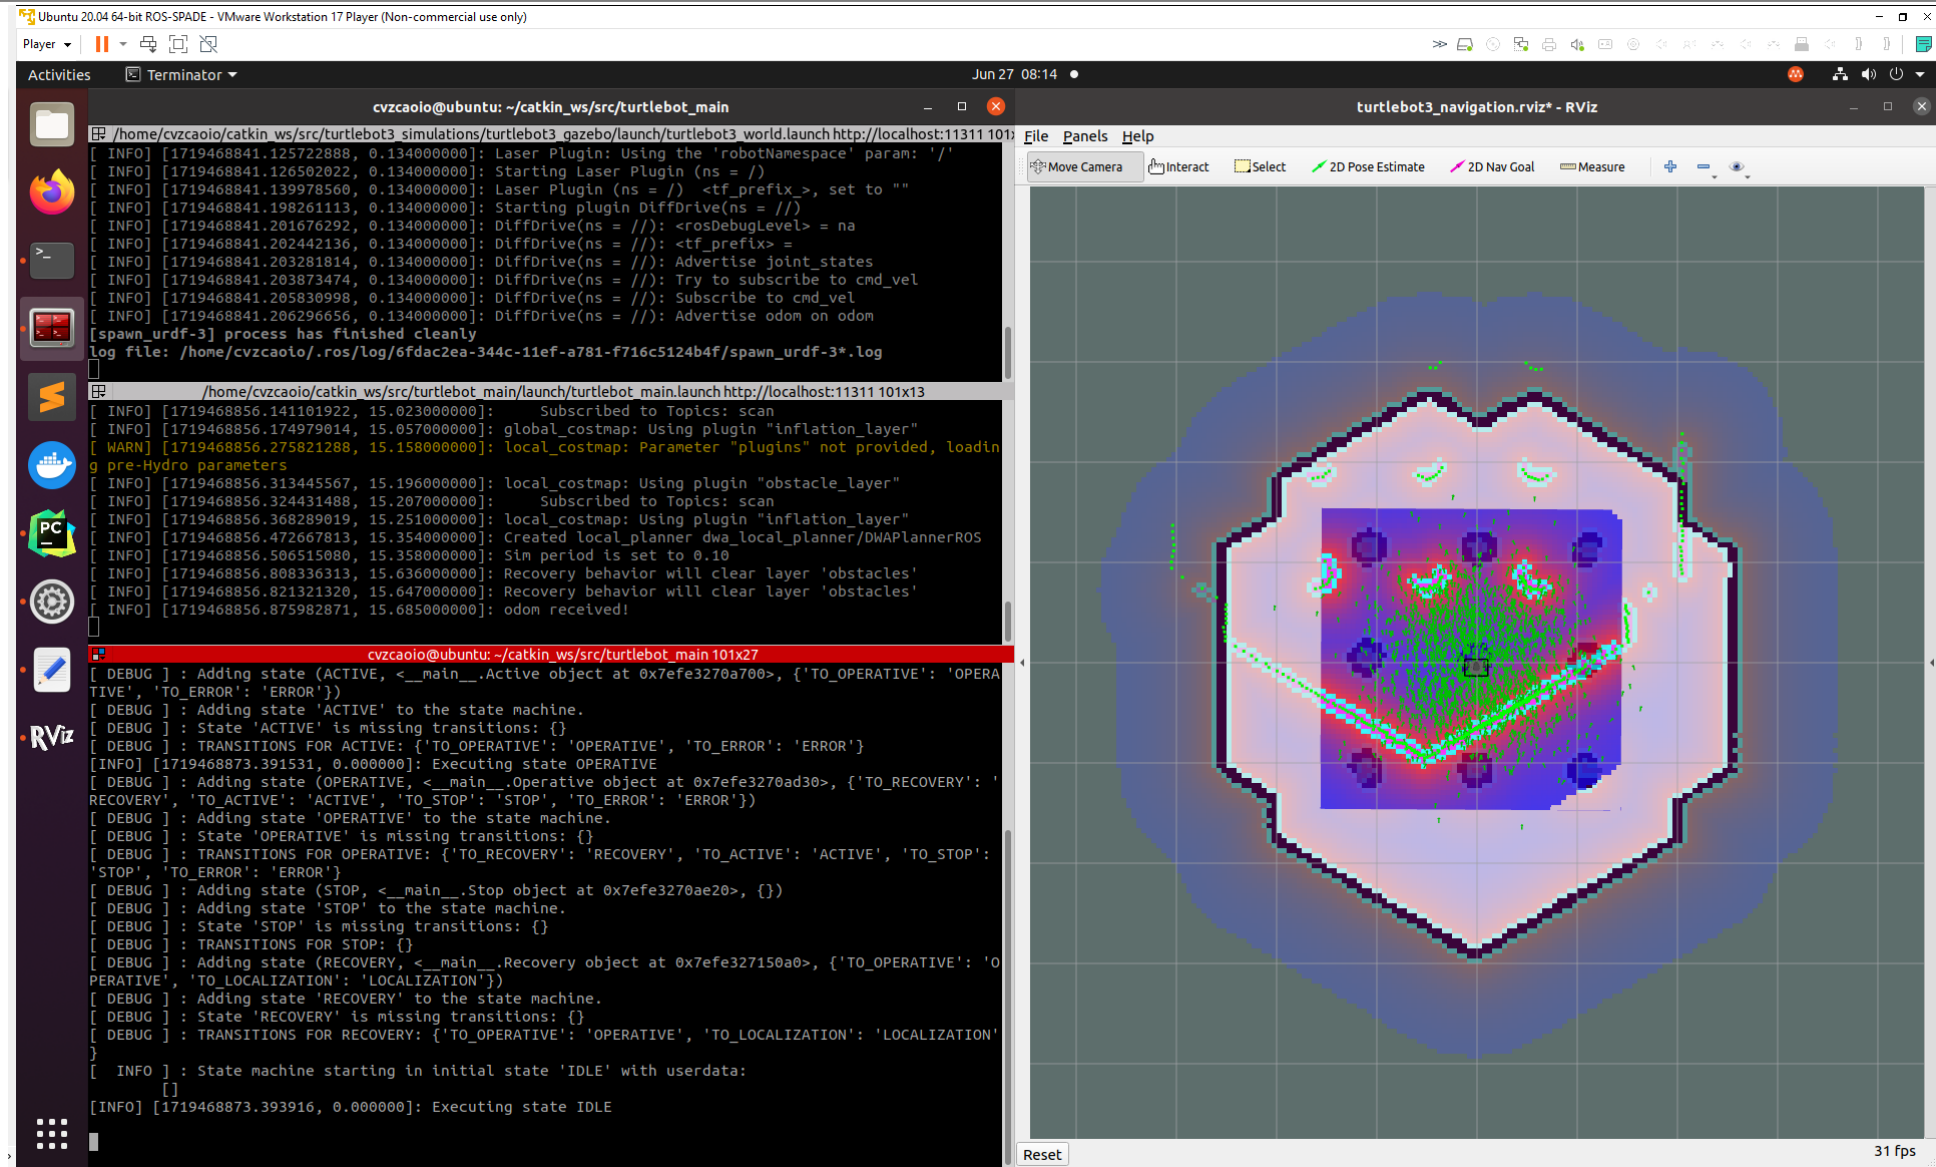 Ubuntu 20.04 64-bit ROS-SPADE - VMware Workstation 17 Player (Non-commercial use only)
Player
Activities
Terminator
Jun 27 08:14
cvzcaoio@ubuntu: ~/catkin_ws/src/turtlebot_main
/home/cvzcaoio/catkin_ws/src/turtlebot3_simulations/turtlebot3_gazebo/launch/turtlebot3_world.launch http://localhost:11311 101x
[ INFO] [1719468841.125722888, 0.134000000]: Laser Plugin: Using the 'robotNamespace' param: '/'
[ INFO] [1719468841.126502022, 0.134000000]: Starting Laser Plugin (ns = /)
[ INFO] [1719468841.139978560, 0.134000000]: Laser Plugin (ns = /)  <tf_prefix_>, set to ""
[ INFO] [1719468841.198261113, 0.134000000]: Starting plugin DiffDrive(ns = //)
[ INFO] [1719468841.201676292, 0.134000000]: DiffDrive(ns = //): <rosDebugLevel> = na
[ INFO] [1719468841.202442136, 0.134000000]: DiffDrive(ns = //): <tf_prefix> =
[ INFO] [1719468841.203281814, 0.134000000]: DiffDrive(ns = //): Advertise joint_states
[ INFO] [1719468841.203873474, 0.134000000]: DiffDrive(ns = //): Try to subscribe to cmd_vel
[ INFO] [1719468841.205830998, 0.134000000]: DiffDrive(ns = //): Subscribe to cmd_vel
[ INFO] [1719468841.206296656, 0.134000000]: DiffDrive(ns = //): Advertise odom on odom
[spawn_urdf-3] process has finished cleanly
log file: /home/cvzcaoio/.ros/log/6fdac2ea-344c-11ef-a781-f716c5124b4f/spawn_urdf-3*.log
/home/cvzcaoio/catkin_ws/src/turtlebot_main/launch/turtlebot_main.launch http://localhost:11311 101x13
[ INFO] [1719468856.141101922, 15.023000000]:     Subscribed to Topics: scan
[ INFO] [1719468856.174979014, 15.057000000]: global_costmap: Using plugin "inflation_layer"
[ WARN] [1719468856.275821288, 15.158000000]: local_costmap: Parameter "plugins" not provided, loadin
g pre-Hydro parameters
[ INFO] [1719468856.313445567, 15.196000000]: local_costmap: Using plugin "obstacle_layer"
[ INFO] [1719468856.324431488, 15.207000000]:     Subscribed to Topics: scan
[ INFO] [1719468856.368289019, 15.251000000]: local_costmap: Using plugin "inflation_layer"
[ INFO] [1719468856.472667813, 15.354000000]: Created local_planner dwa_local_planner/DWAPlannerROS
[ INFO] [1719468856.506515080, 15.358000000]: Sim period is set to 0.10
[ INFO] [1719468856.808336313, 15.636000000]: Recovery behavior will clear layer 'obstacles'
[ INFO] [1719468856.821321320, 15.647000000]: Recovery behavior will clear layer 'obstacles'
[ INFO] [1719468856.875982871, 15.685000000]: odom received!
cvzcaoio@ubuntu: ~/catkin_ws/src/turtlebot_main 101x27
[ DEBUG ] : Adding state (ACTIVE, <__main__.Active object at 0x7efe3270a700>, {'TO_OPERATIVE': 'OPERA
TIVE', 'TO_ERROR': 'ERROR'})
[ DEBUG ] : Adding state 'ACTIVE' to the state machine.
[ DEBUG ] : State 'ACTIVE' is missing transitions: {}
[ DEBUG ] : TRANSITIONS FOR ACTIVE: {'TO_OPERATIVE': 'OPERATIVE', 'TO_ERROR': 'ERROR'}
[INFO] [1719468873.391531, 0.000000]: Executing state OPERATIVE
[ DEBUG ] : Adding state (OPERATIVE, <__main__.Operative object at 0x7efe3270ad30>, {'TO_RECOVERY': '
RECOVERY', 'TO_ACTIVE': 'ACTIVE', 'TO_STOP': 'STOP', 'TO_ERROR': 'ERROR'})
[ DEBUG ] : Adding state 'OPERATIVE' to the state machine.
[ DEBUG ] : State 'OPERATIVE' is missing transitions: {}
[ DEBUG ] : TRANSITIONS FOR OPERATIVE: {'TO_RECOVERY': 'RECOVERY', 'TO_ACTIVE': 'ACTIVE', 'TO_STOP':
'STOP', 'TO_ERROR': 'ERROR'}
[ DEBUG ] : Adding state (STOP, <__main__.Stop object at 0x7efe3270ae20>, {})
[ DEBUG ] : Adding state 'STOP' to the state machine.
[ DEBUG ] : State 'STOP' is missing transitions: {}
[ DEBUG ] : TRANSITIONS FOR STOP: {}
[ DEBUG ] : Adding state (RECOVERY, <__main__.Recovery object at 0x7efe327150a0>, {'TO_OPERATIVE': 'O
PERATIVE', 'TO_LOCALIZATION': 'LOCALIZATION'})
[ DEBUG ] : Adding state 'RECOVERY' to the state machine.
[ DEBUG ] : State 'RECOVERY' is missing transitions: {}
[ DEBUG ] : TRANSITIONS FOR RECOVERY: {'TO_OPERATIVE': 'OPERATIVE', 'TO_LOCALIZATION': 'LOCALIZATION'
}
[  INFO ] : State machine starting in initial state 'IDLE' with userdata:
[]
[INFO] [1719468873.393916, 0.000000]: Executing state IDLE
PC
RViz
turtlebot3_navigation.rviz* - RViz
File Panels Help
Move Camera Interact Select 2D Pose Estimate 2D Nav Goal Measure
Reset
31 fps